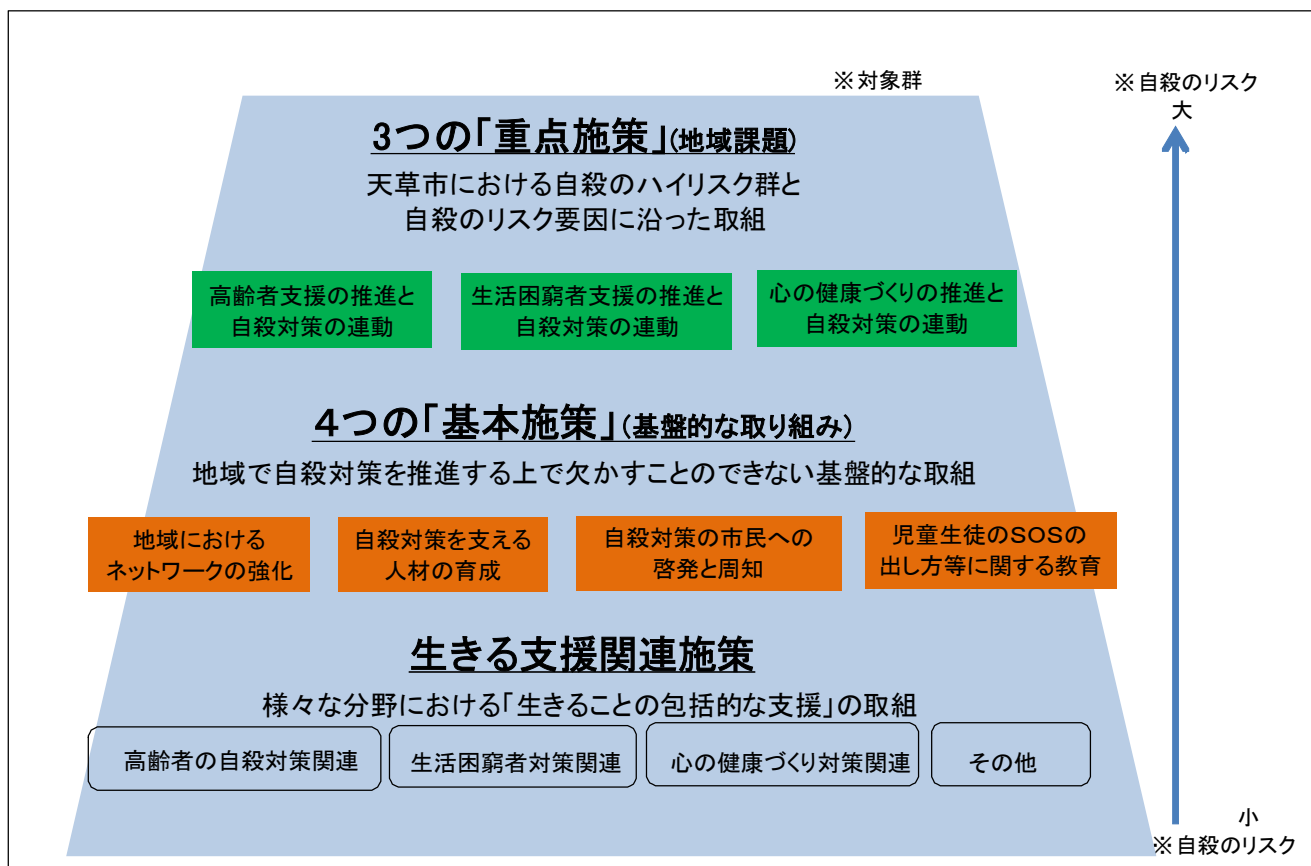 ※対象群
※自殺のリスク
大
3つの「重点施策」(地域課題)
天草市における自殺のハイリスク群と
自殺のリスク要因に沿った取組
高齢者支援の推進と
自殺対策の連動
生活困窮者支援の推進と
自殺対策の連動
心の健康づくりの推進と
自殺対策の連動
４つの「基本施策」(基盤的な取り組み)
地域で自殺対策を推進する上で欠かすことのできない基盤的な取組
地域における
ネットワークの強化
自殺対策を支える
人材の育成
自殺対策の市民への
啓発と周知
児童生徒のＳＯＳの
出し方等に関する教育
生きる支援関連施策
様々な分野における「生きることの包括的な支援」の取組
高齢者の自殺対策関連
生活困窮者対策関連
心の健康づくり対策関連
その他
小
※自殺のリスク